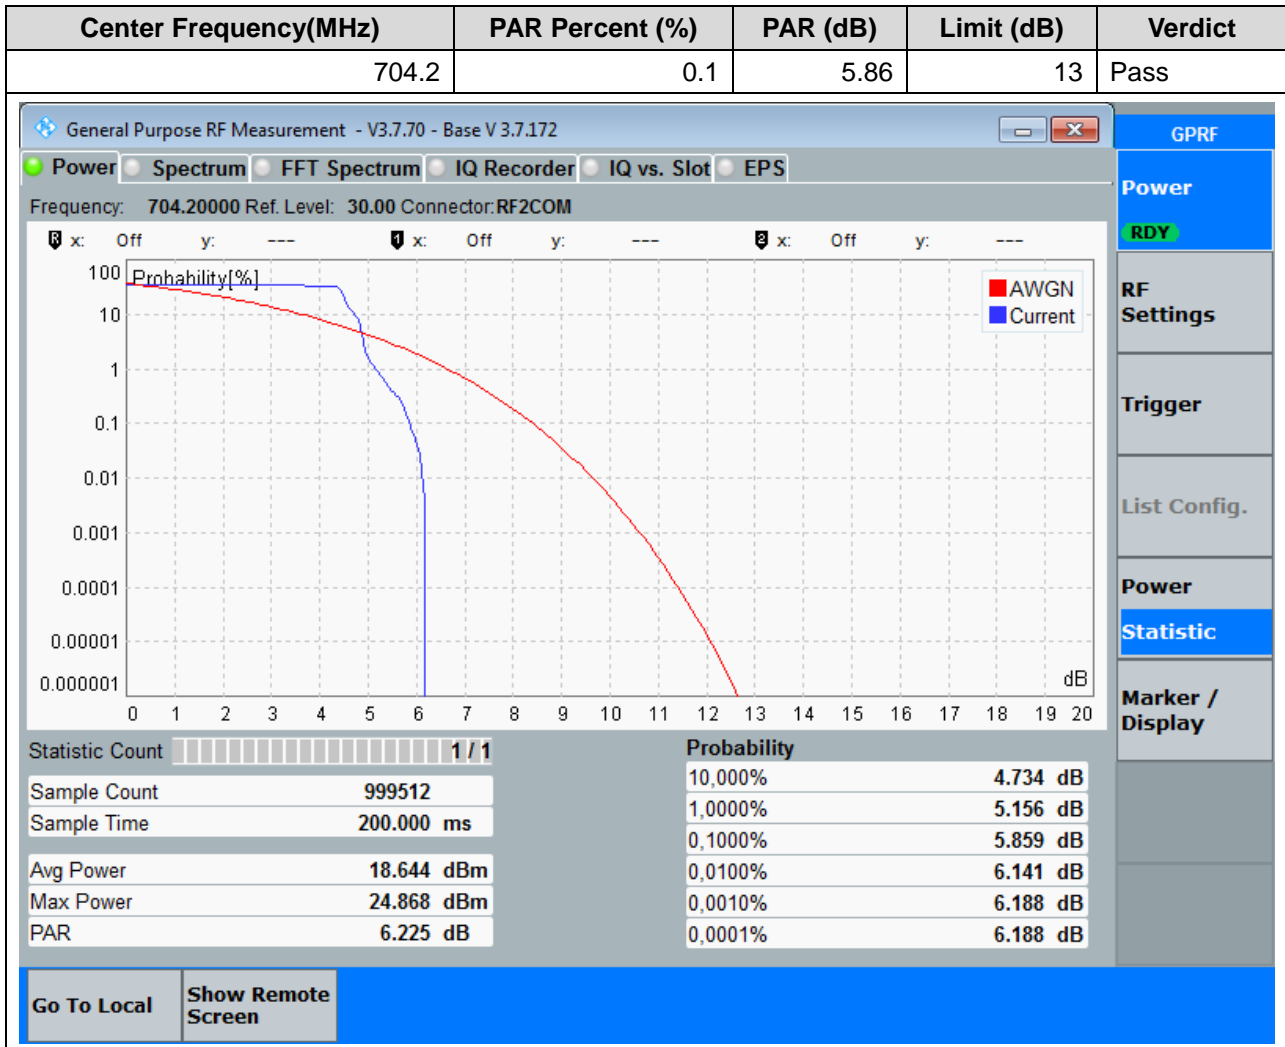 Center Frequency(MHz) PAR Percent (%) PAR (dB) Limit (dB) Verdict
704.2 0.1 5.86 13 Pass
General Purpose RF Measurement - V3.7.70 - Base V 3.7.172
GPRF
Power Spectrum FFT Spectrum IQ Recorder IQ vs. Slot EPS
Frequency: 704.20000 Ref. Level: 30.00 Connector: RF2COM
R x: Off y: --- 1 x: Off y: --- 2 x: Off y: ---
Probability[%]
AWGN
Current
100
10
1
0.1
0.01
0.001
0.0001
0.00001
0.000001
dB
0 1 2 3 4 5 6 7 8 9 10 11 12 13 14 15 16 17 18 19 20
Statistic Count 1 / 1
Sample Count 999512
Sample Time 200.000 ms
Avg Power 18.644 dBm
Max Power 24.868 dBm
PAR 6.225 dB
Probability
10,000% 4.734 dB
1,0000% 5.156 dB
0,1000% 5.859 dB
0,0100% 6.141 dB
0,0010% 6.188 dB
0,0001% 6.188 dB
Power
RDY
RF
Settings
Trigger
List Config.
Power
Statistic
Marker /
Display
Go To Local
Show Remote
Screen